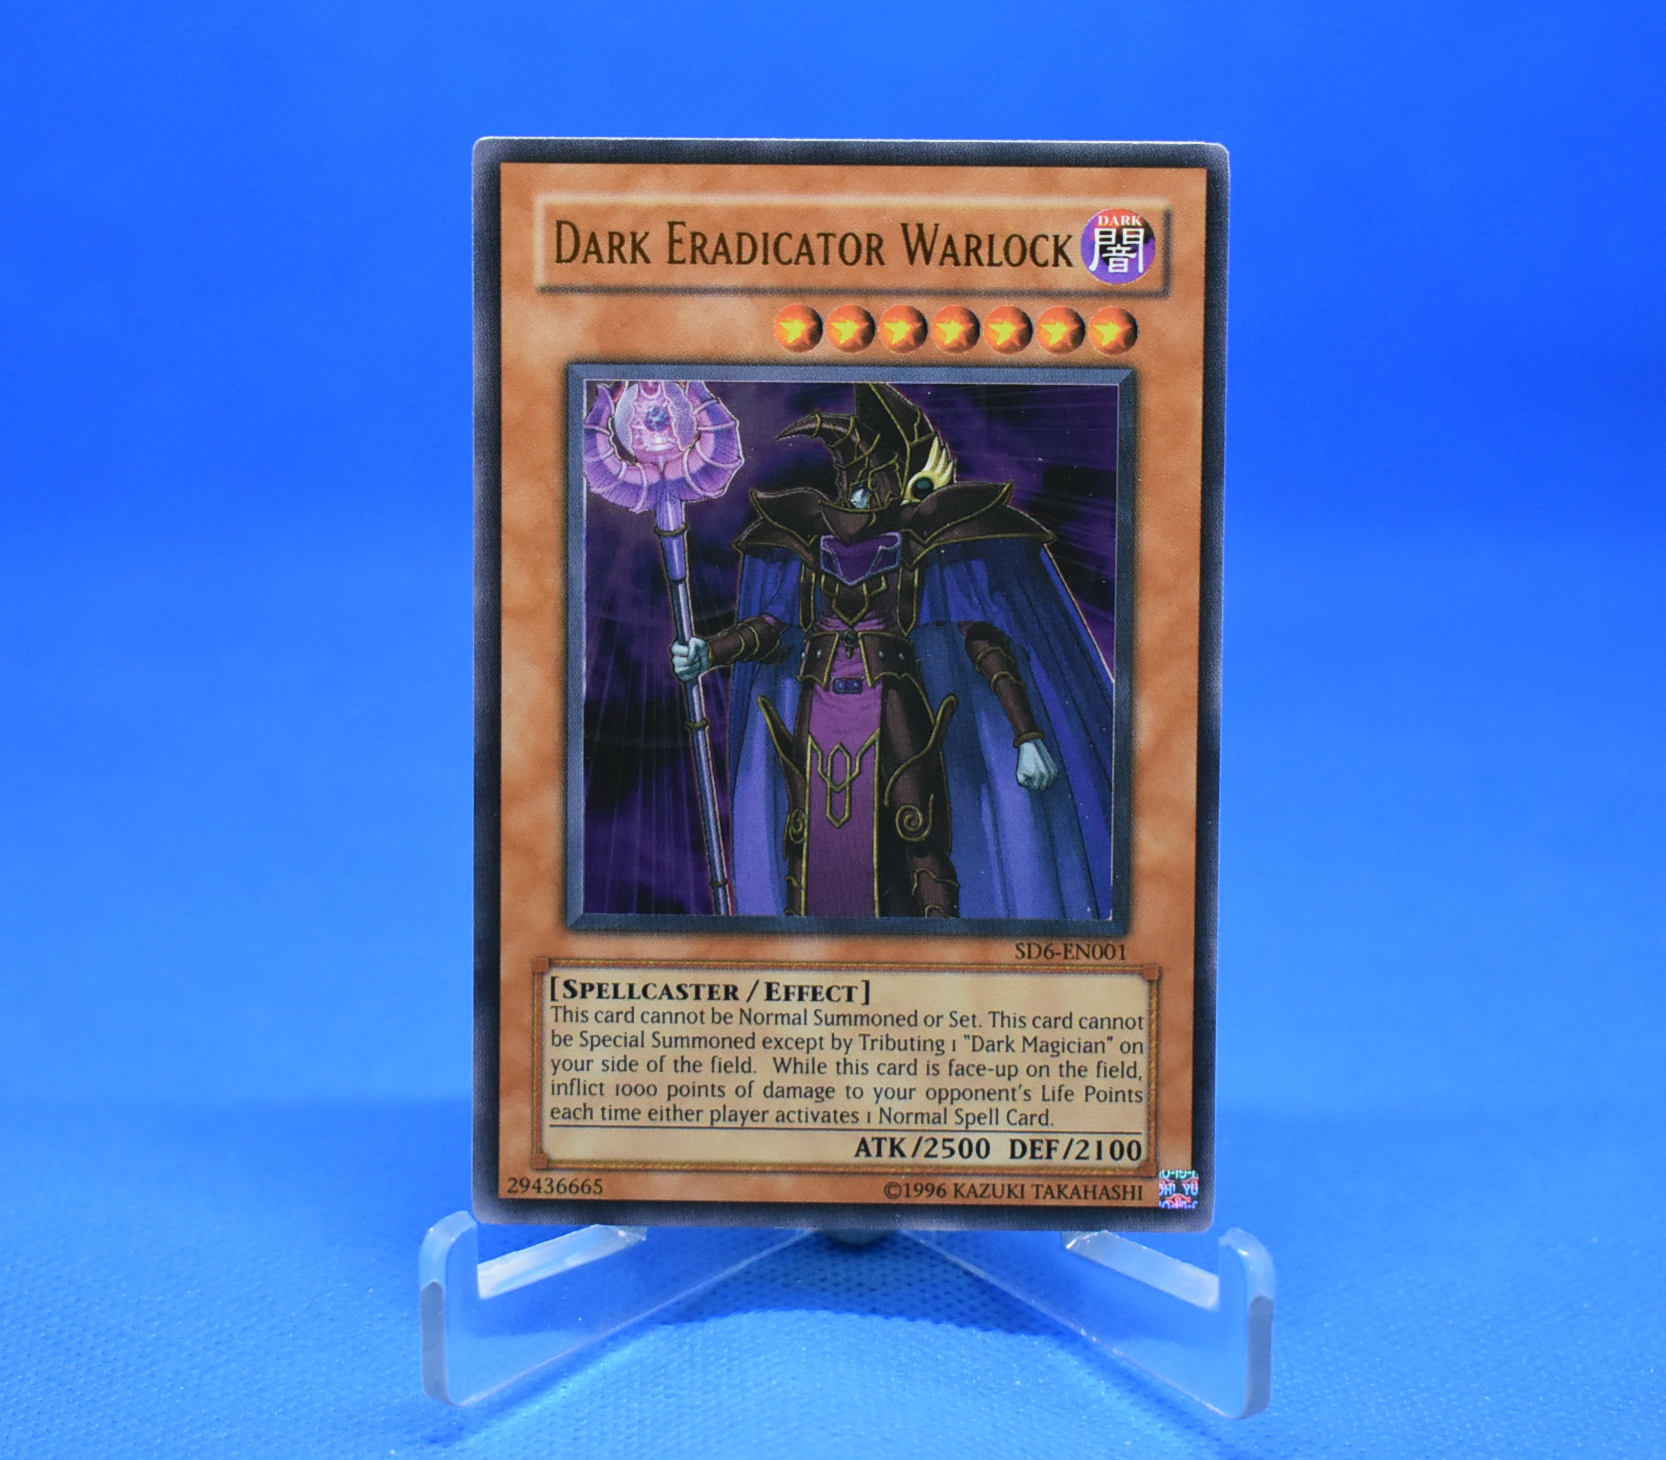 DARK ERADICATOR WARLOCK
DARK
闇
SD6-EN001
[SPELLCASTER / EFFECT]
This card cannot be Normal Summoned or Set. This card cannot
be Special Summoned except by Tributing 1 "Dark Magician" on
your side of the field. While this card is face-up on the field,
inflict 1000 points of damage to your opponent's Life Points
each time either player activates 1 Normal Spell Card.
ATK/2500 DEF/2100
29436665
©1996 KAZUKI TAKAHASHI